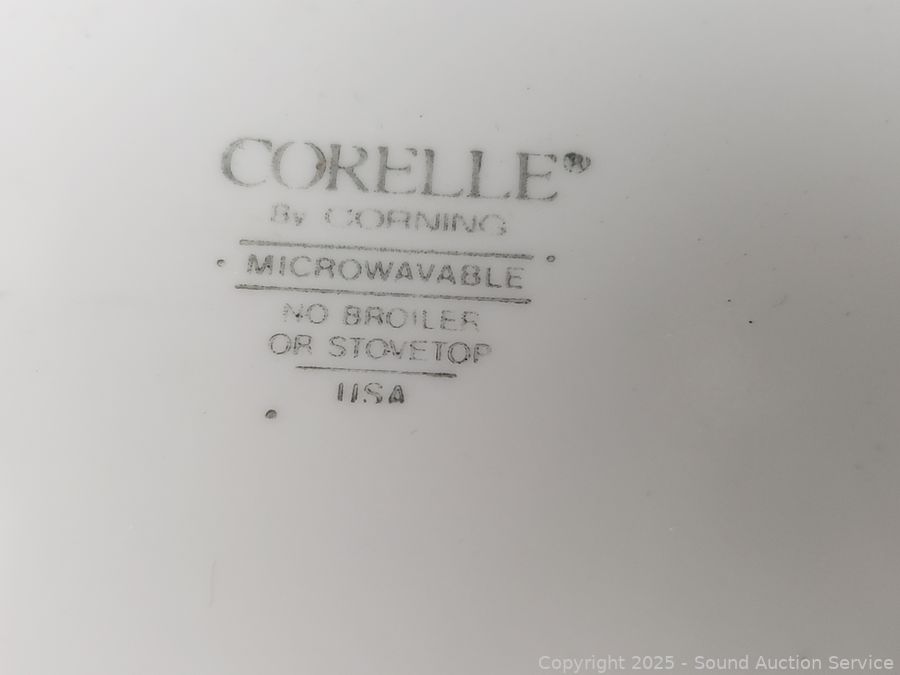 CORELLE®
By CORNING
MICROWAVABLE
NO BROILER
OR STOVETOP
USA
Copyright 2025 - Sound Auction Service